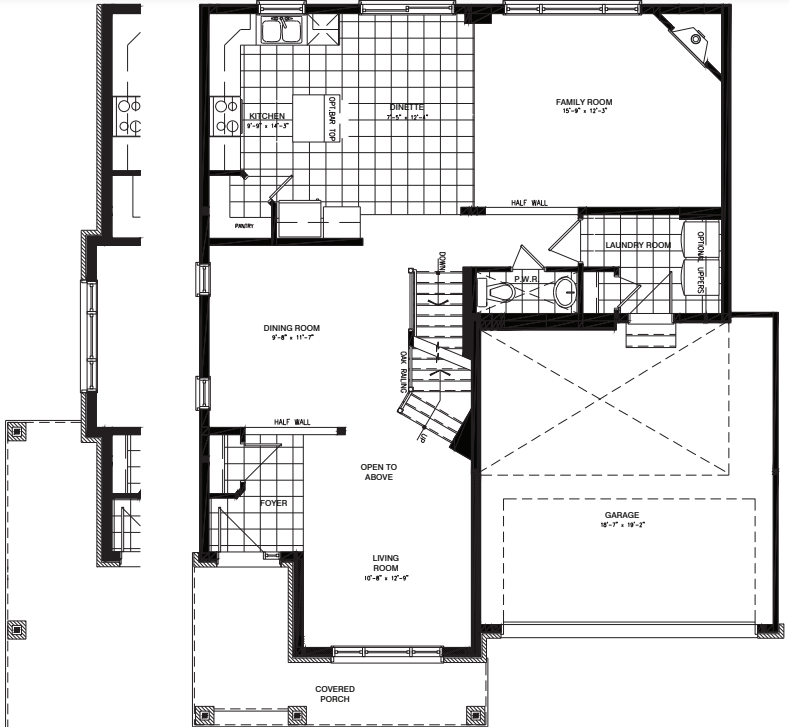 KITCHEN
9'-9" x 14'-3"
OPT.BAR TOP
DINETTE
7'-5" x 12'-4"
FAMILY ROOM
15'-9" x 12'-3"
PANTRY
HALF WALL
LAUNDRY ROOM
OPTIONAL UPPERS
DOWN
P.W.R
DINING ROOM
9'-8" x 11'-7"
OAK RAILING
UP
HALF WALL
OPEN TO
ABOVE
FOYER
GARAGE
18'-7" x 19'-2"
LIVING
ROOM
10'-8" x 12'-9"
COVERED
PORCH